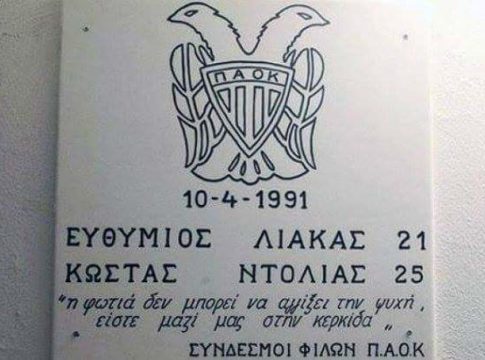 ΠΑΟΚ
10-4-1991
ΕΥΘΥΜΙΟΣ ΛΙΑΚΑΣ 21
ΚΩΣΤΑΣ ΝΤΟΛΙΑΣ 25
"η φωτιά δεν μπορεί να αγγίξει την ψυχή,
είστε μαζί μας στην κερκίδα"
ΣΥΝΔΕΣΜΟΙ ΦΙΛΩΝ Π.Α.Ο.Κ